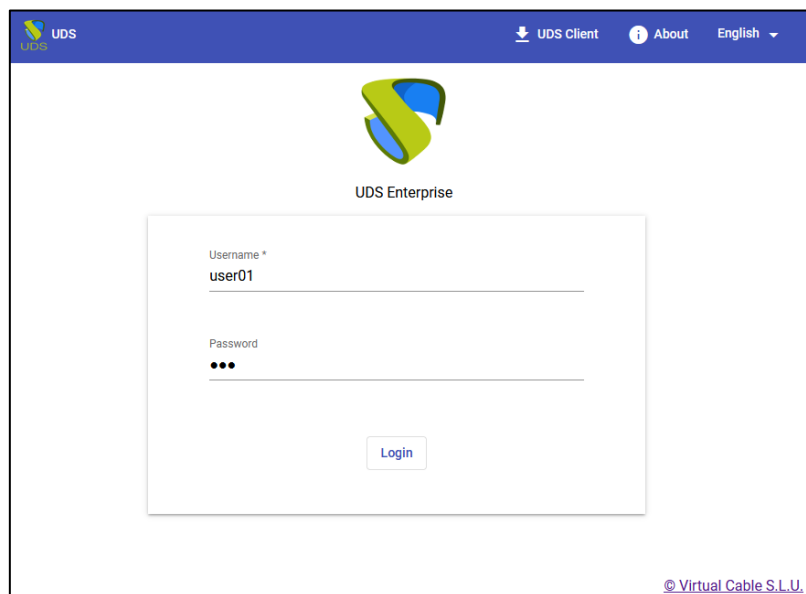 UDS UDS UDS Client About English
UDS Enterprise
Username *
user01
Password
●●●
Login
© Virtual Cable S.L.U.